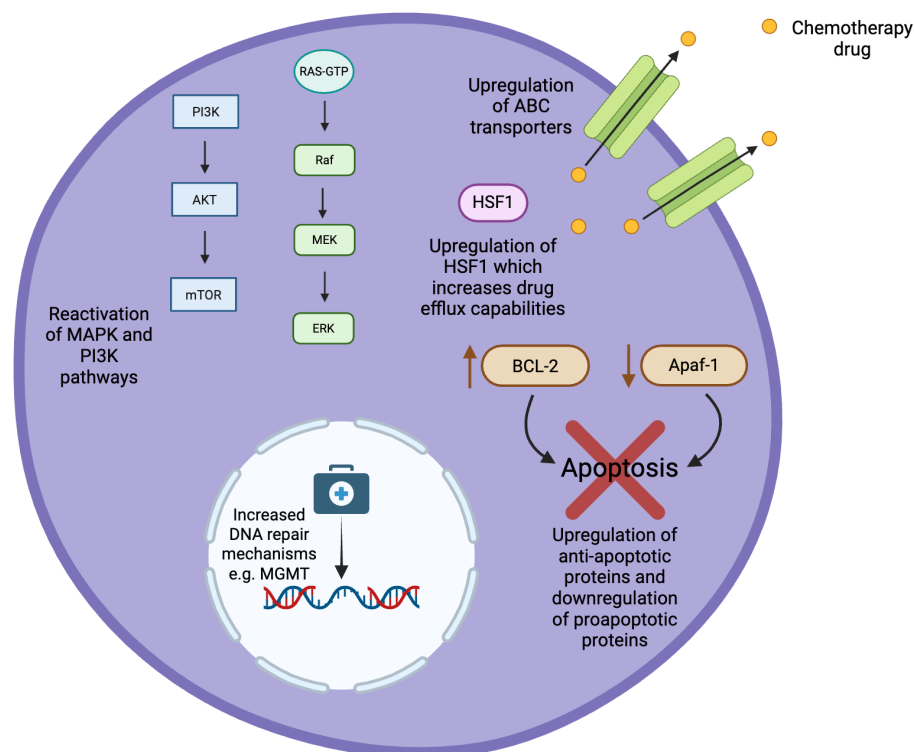 Chemotherapy
drug
RAS-GTP
PI3K
Raf
AKT
MEK
mTOR
ERK
Reactivation
of MAPK and
PI3K
pathways
Upregulation
of ABC
transporters
HSF1
Upregulation of
HSF1 which
increases drug
efflux capabilities
BCL-2
Apaf-1
Apoptosis
Upregulation of
anti-apoptotic
proteins and
downregulation
of proapoptotic
proteins
Increased
DNA repair
mechanisms
e.g. MGMT